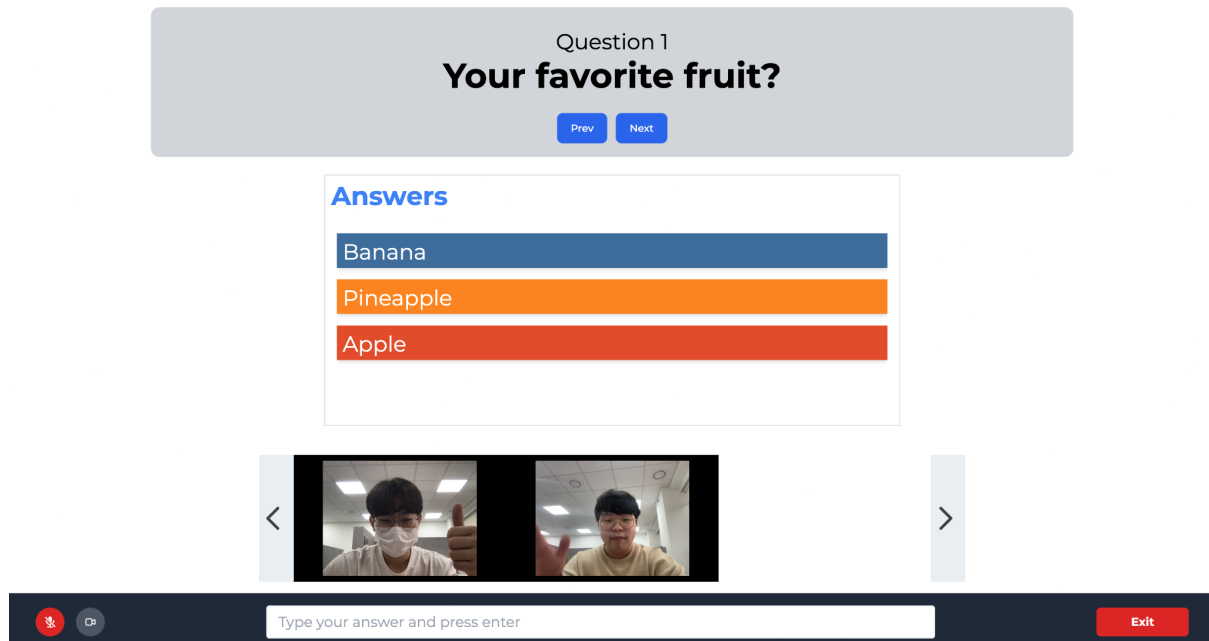 Question 1
Your favorite fruit?
Prev Next
Answers
Banana
Pineapple
Apple
Type your answer and press enter
Exit